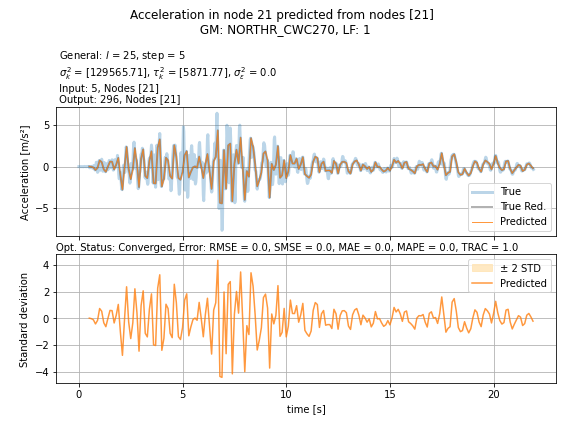 Acceleration in node 21 predicted from nodes [21]
GM: NORTHR_CWC270, LF: 1
General: l = 25, step = 5
σ²ₖ = [129565.71], τ²ₖ = [5871.77], σ²ε = 0.0
Input: 5, Nodes [21]
Output: 296, Nodes [21]
Acceleration [m/s²]
5
0
−5
True
True Red.
Predicted
Opt. Status: Converged, Error: RMSE = 0.0, SMSE = 0.0, MAE = 0.0, MAPE = 0.0, TRAC = 1.0
Standard deviation
4
2
0
−2
−4
± 2 STD
Predicted
0 5 10 15 20
time [s]